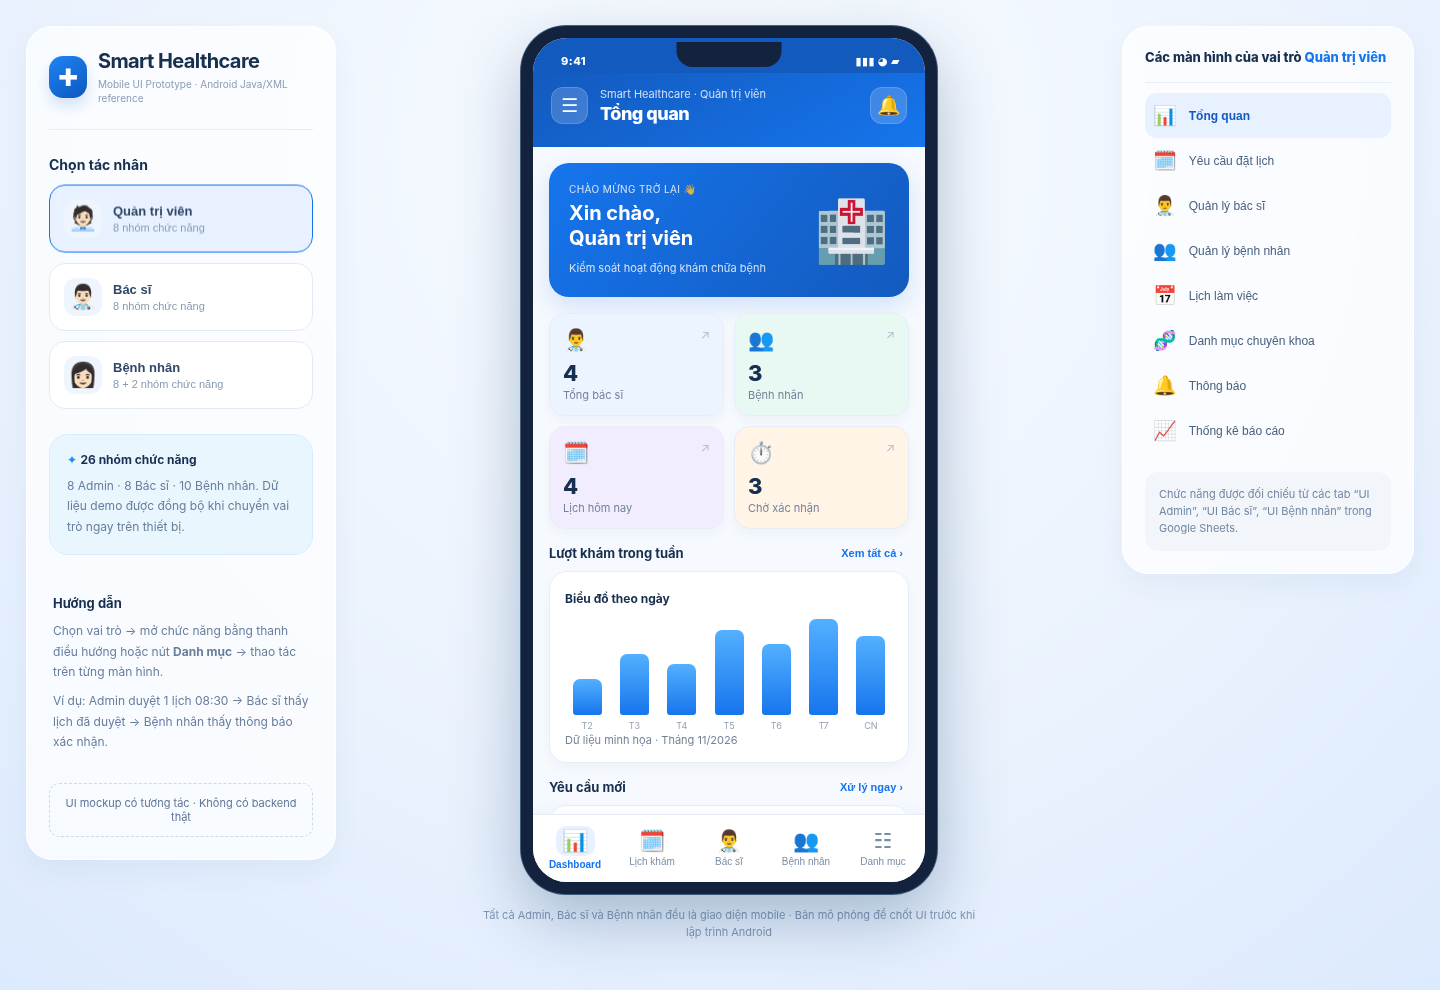 Smart Healthcare
Mobile UI Prototype · Android Java/XML
reference
Chọn tác nhân
Quản trị viên
8 nhóm chức năng
Bác sĩ
8 nhóm chức năng
Bệnh nhân
8 + 2 nhóm chức năng
✦ 26 nhóm chức năng
8 Admin · 8 Bác sĩ · 10 Bệnh nhân. Dữ
liệu demo được đồng bộ khi chuyển vai
trò ngay trên thiết bị.
Hướng dẫn
Chọn vai trò → mở chức năng bằng thanh
điều hướng hoặc nút Danh mục → thao tác
trên từng màn hình.
Ví dụ: Admin duyệt 1 lịch 08:30 → Bác sĩ thấy
lịch đã duyệt → Bệnh nhân thấy thông báo
xác nhận.
UI mockup có tương tác · Không có backend
thật
9:41
Smart Healthcare · Quản trị viên
Tổng quan
CHÀO MỪNG TRỞ LẠI 👋
Xin chào,
Quản trị viên
Kiểm soát hoạt động khám chữa bệnh
4
Tổng bác sĩ
3
Bệnh nhân
4
Lịch hôm nay
3
Chờ xác nhận
Lượt khám trong tuần
Xem tất cả ›
Biểu đồ theo ngày
T2 T3 T4 T5 T6 T7 CN
Dữ liệu minh họa · Tháng 11/2026
Yêu cầu mới
Xử lý ngay ›
Dashboard
Lịch khám
Bác sĩ
Bệnh nhân
Danh mục
Tất cả Admin, Bác sĩ và Bệnh nhân đều là giao diện mobile · Bản mô phỏng để chốt UI trước khi
lập trình Android
Các màn hình của vai trò Quản trị viên
Tổng quan
Yêu cầu đặt lịch
Quản lý bác sĩ
Quản lý bệnh nhân
Lịch làm việc
Danh mục chuyên khoa
Thông báo
Thống kê báo cáo
Chức năng được đối chiếu từ các tab “UI
Admin”, “UI Bác sĩ”, “UI Bệnh nhân” trong
Google Sheets.